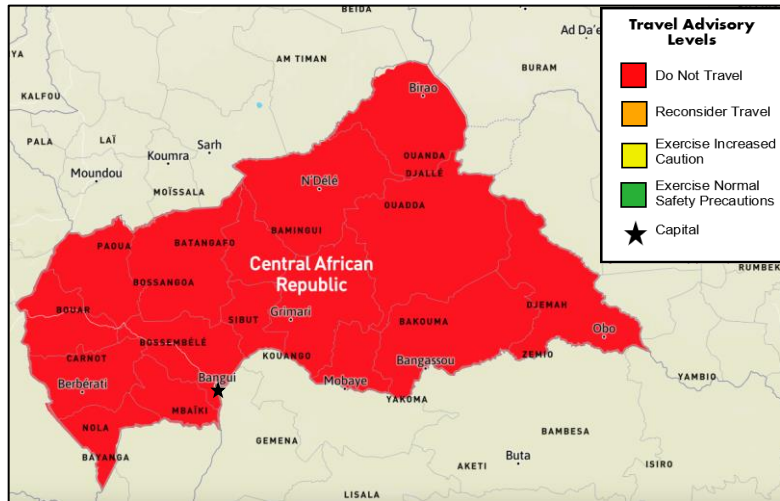 BEIDA
Ad Da'e
YA
AM TIMAN
BURAM
KALFOU
Birao
PALA
LAÏ
Sarh
Koumra
Moundou
MOÏSSALA
OUANDA
DJALLÉ
N'Délé
OUADDA
PAOUA
BATANGAFO
BAMINGUI
Central African
Republic
BOSSANGOA
RUMBEK
BOUAR
SIBUT
Grimari
BAKOUMA
DJEMAH
Obo
BOSSEMBÉLÉ
CARNOT
KOUANGO
ZEMIO
Berbérati
Bangui
Mobaye
Bangassou
YAKOMA
YAMBIO
MBAÏKI
NOLA
GEMENA
BAMBESA
BAYANGA
AKETI
Buta
ISIRO
LISALA
Travel Advisory
Levels
Do Not Travel
Reconsider Travel
Exercise Increased
Caution
Exercise Normal
Safety Precautions
Capital